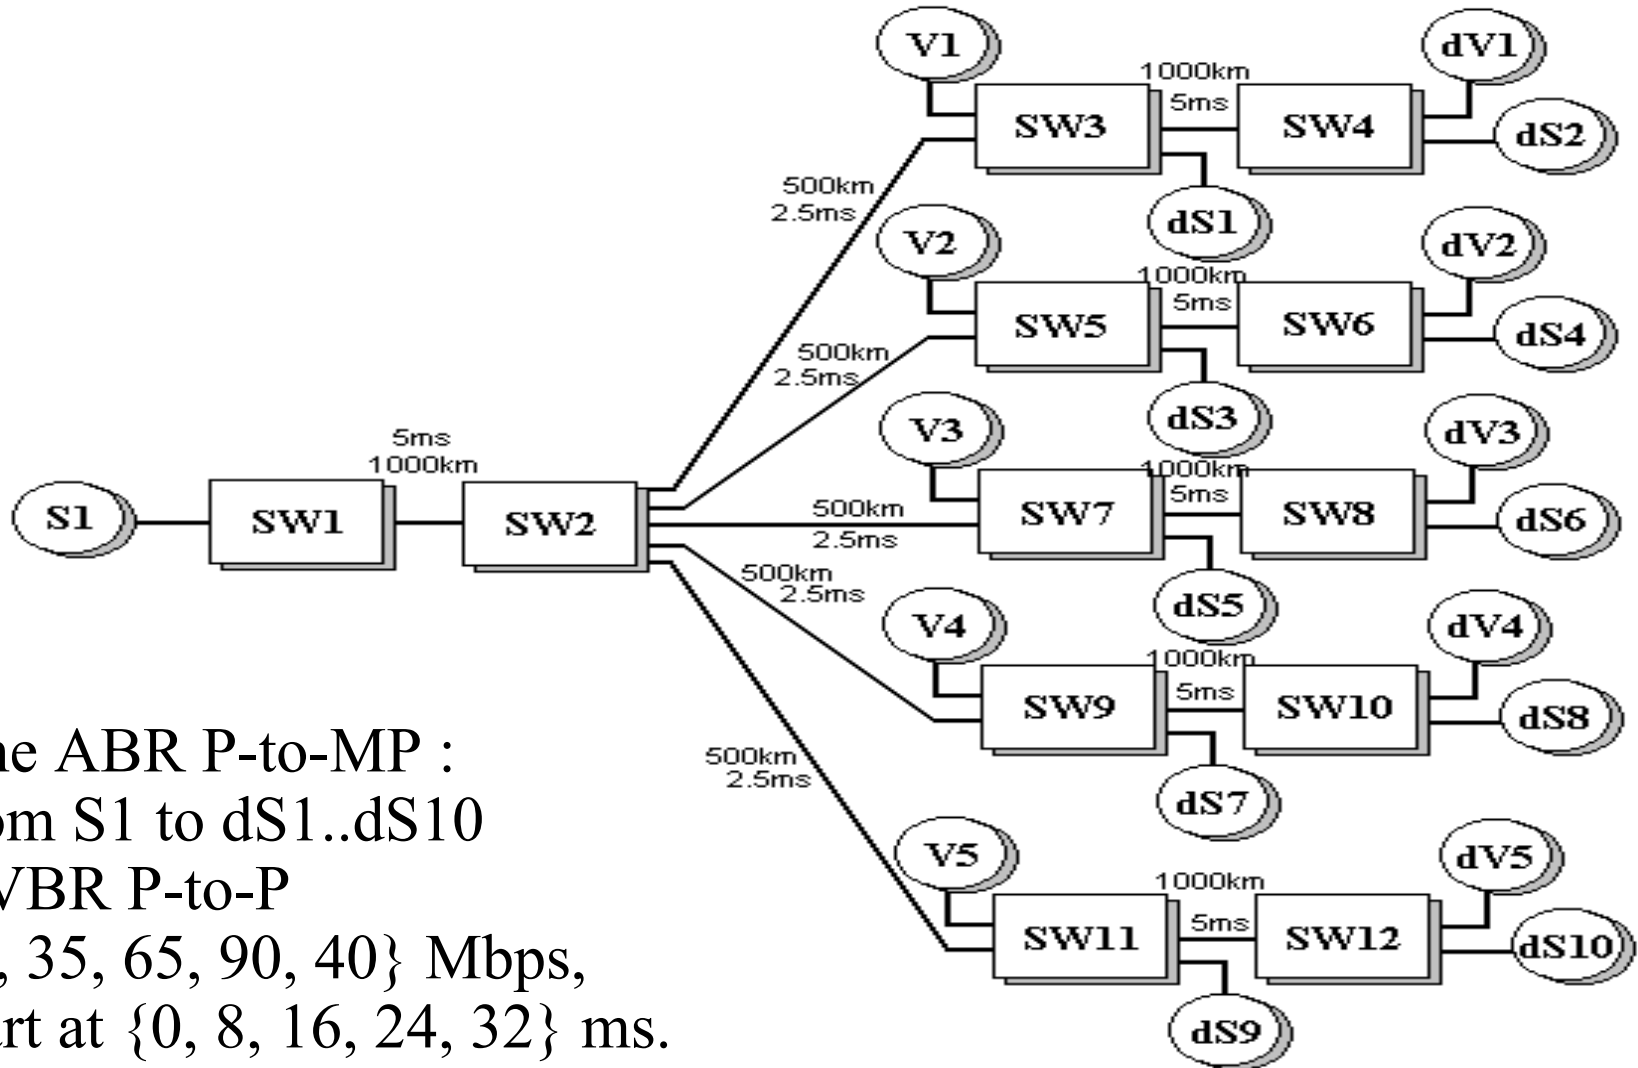 V1
dV1
1000km
5ms
SW3
SW4
dS2
500km
2.5ms
dS1
V2
dV2
1000km
5ms
SW5
SW6
dS4
500km
2.5ms
dS3
V3
dV3
1000km
5ms
SW7
SW8
dS6
5ms
1000km
S1
SW1
SW2
500km
2.5ms
500km
2.5ms
dS5
V4
dV4
1000km
5ms
SW9
SW10
dS8
500km
2.5ms
dS7
V5
dV5
1000km
5ms
SW11
SW12
dS10
dS9
ne ABR P-to-MP :
om S1 to dS1..dS10
VBR P-to-P
, 35, 65, 90, 40} Mbps,
art at {0, 8, 16, 24, 32} ms.